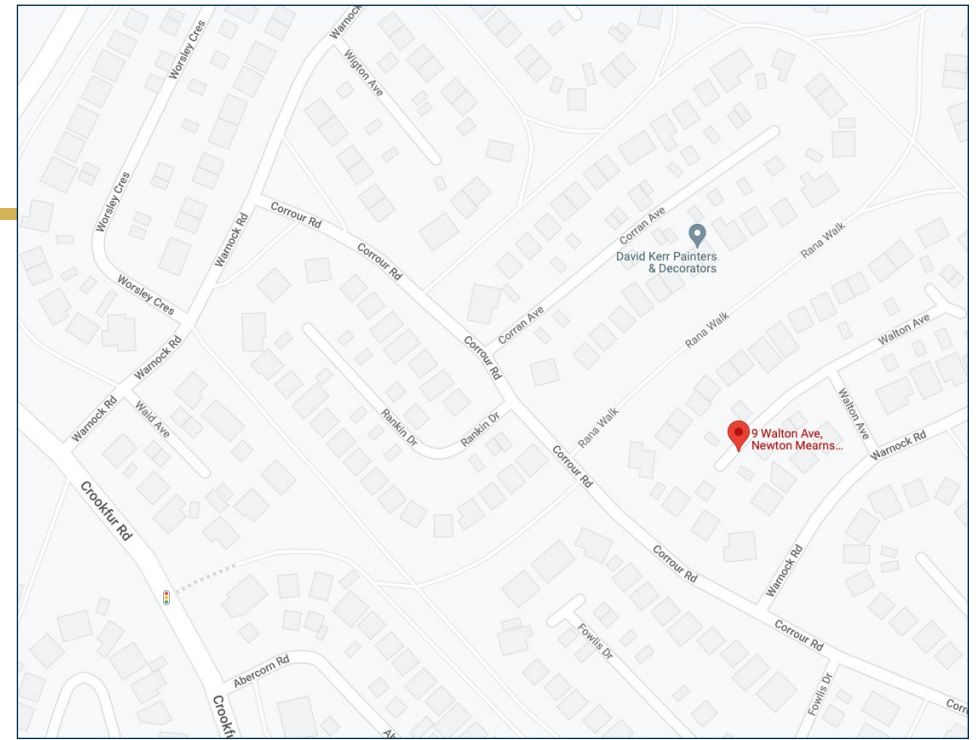 Warnock
Worsley Cres
Wigton Ave
Worsley Cres
Warnock Rd
Corrour Rd
Corran Ave
Rana Walk
David Kerr Painters
& Decorators
Corrour Rd
Worsley Cres
Corran Ave
Rana Walk
Walton Ave
Warnock Rd
Corrour Rd
Walton Ave
Warnock Rd
Waid Ave
Rankin Dr
Rankin Dr
Rana Walk
9 Walton Ave,
Newton Mearns...
Warnock Rd
Corrour Rd
Crookfur Rd
Corrour Rd
Warnock Rd
Fowlis Dr
Corrour Rd
Abercorn Rd
Fowlis Dr
Crookfu
Ab
Corr